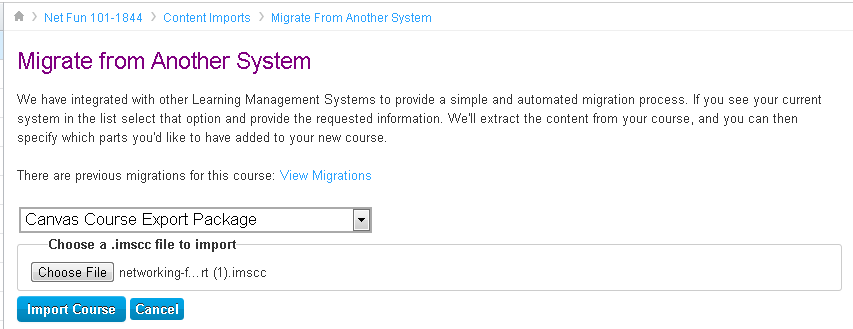 Net Fun 101-1844 > Content Imports > Migrate From Another System
Migrate from Another System
We have integrated with other Learning Management Systems to provide a simple and automated migration process. If you see your current
system in the list select that option and provide the requested information. We'll extract the content from your course, and you can then
specify which parts you'd like to have added to your new course.
There are previous migrations for this course: View Migrations
Canvas Course Export Package
Choose a .imscc file to import
Choose File networking-f...rt (1).imscc
Import Course Cancel